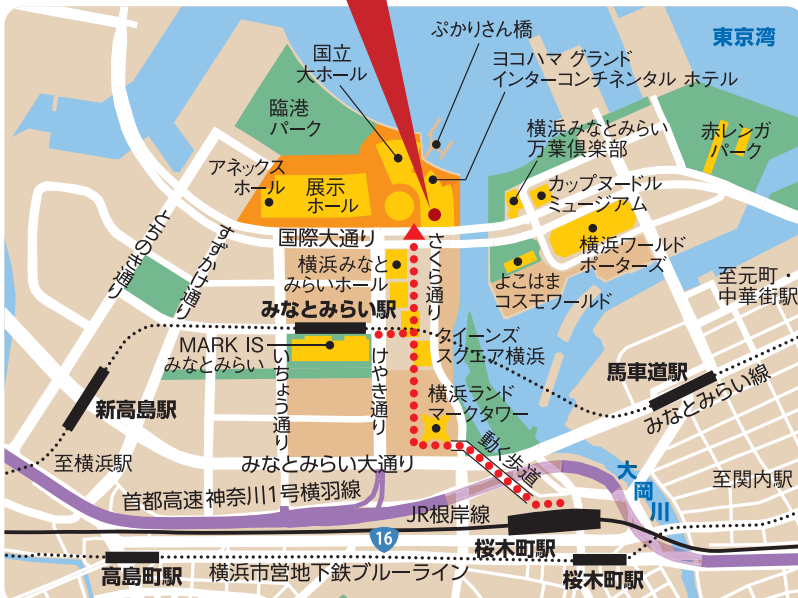 ぷかりさん橋
東京湾
国立
大ホール
ヨコハマ グランド
インターコンチネンタル ホテル
臨港
パーク
横浜みなとみらい
万葉倶楽部
赤レンガ
パーク
アネックス
ホール
展示
ホール
カップヌードル
ミュージアム
とちのき通り
すずかけ通り
国際大通り
さくら通り
横浜ワールド
ポーターズ
横浜みなと
みらいホール
よこはま
コスモワールド
至元町・
中華街駅
みなとみらい駅
MARK IS
みなとみらい
いちょう通り
けやき通り
クイーンズ
スクエア横浜
馬車道駅
みなとみらい線
新高島駅
横浜ランド
マークタワー
至横浜駅
みなとみらい大通り
動く歩道
大岡川
至関内駅
首都高速神奈川1号横羽線
JR根岸線
16
桜木町駅
高島町駅
横浜市営地下鉄ブルーライン
桜木町駅